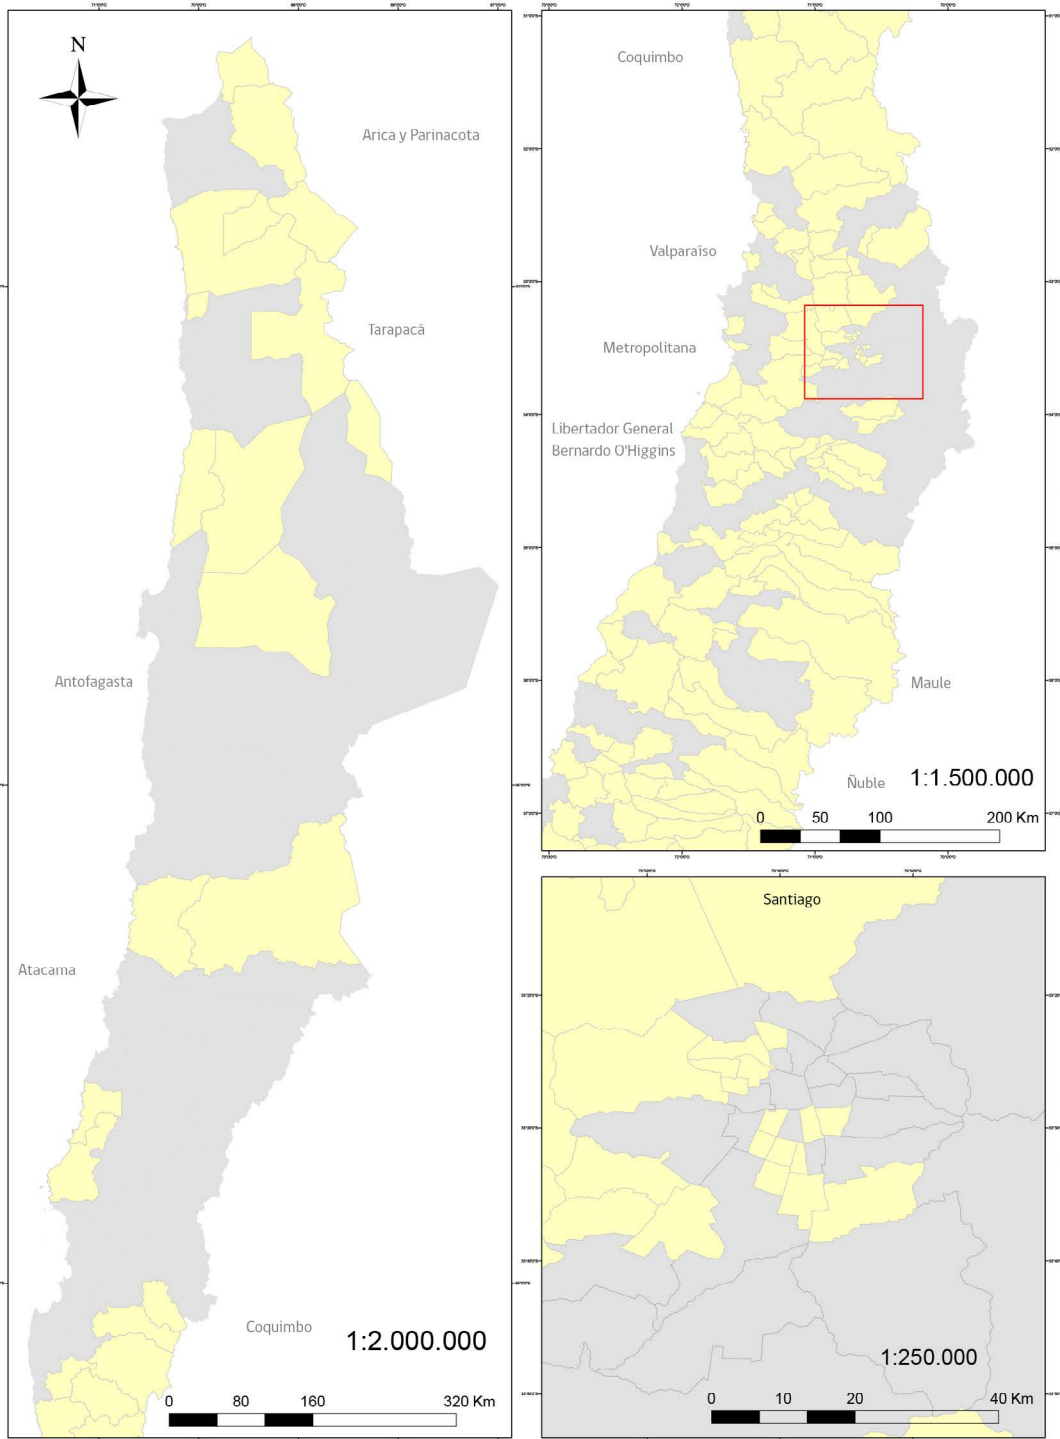 N
Arica y Parinacota
Tarapacá
Antofagasta
Atacama
Coquimbo
1:2.000.000
0 80 160 320 Km
Coquimbo
Valparaíso
Metropolitana
Libertador General
Bernardo O'Higgins
Maule
Ñuble
1:1.500.000
0 50 100 200 Km
Santiago
1:250.000
0 10 20 40 Km